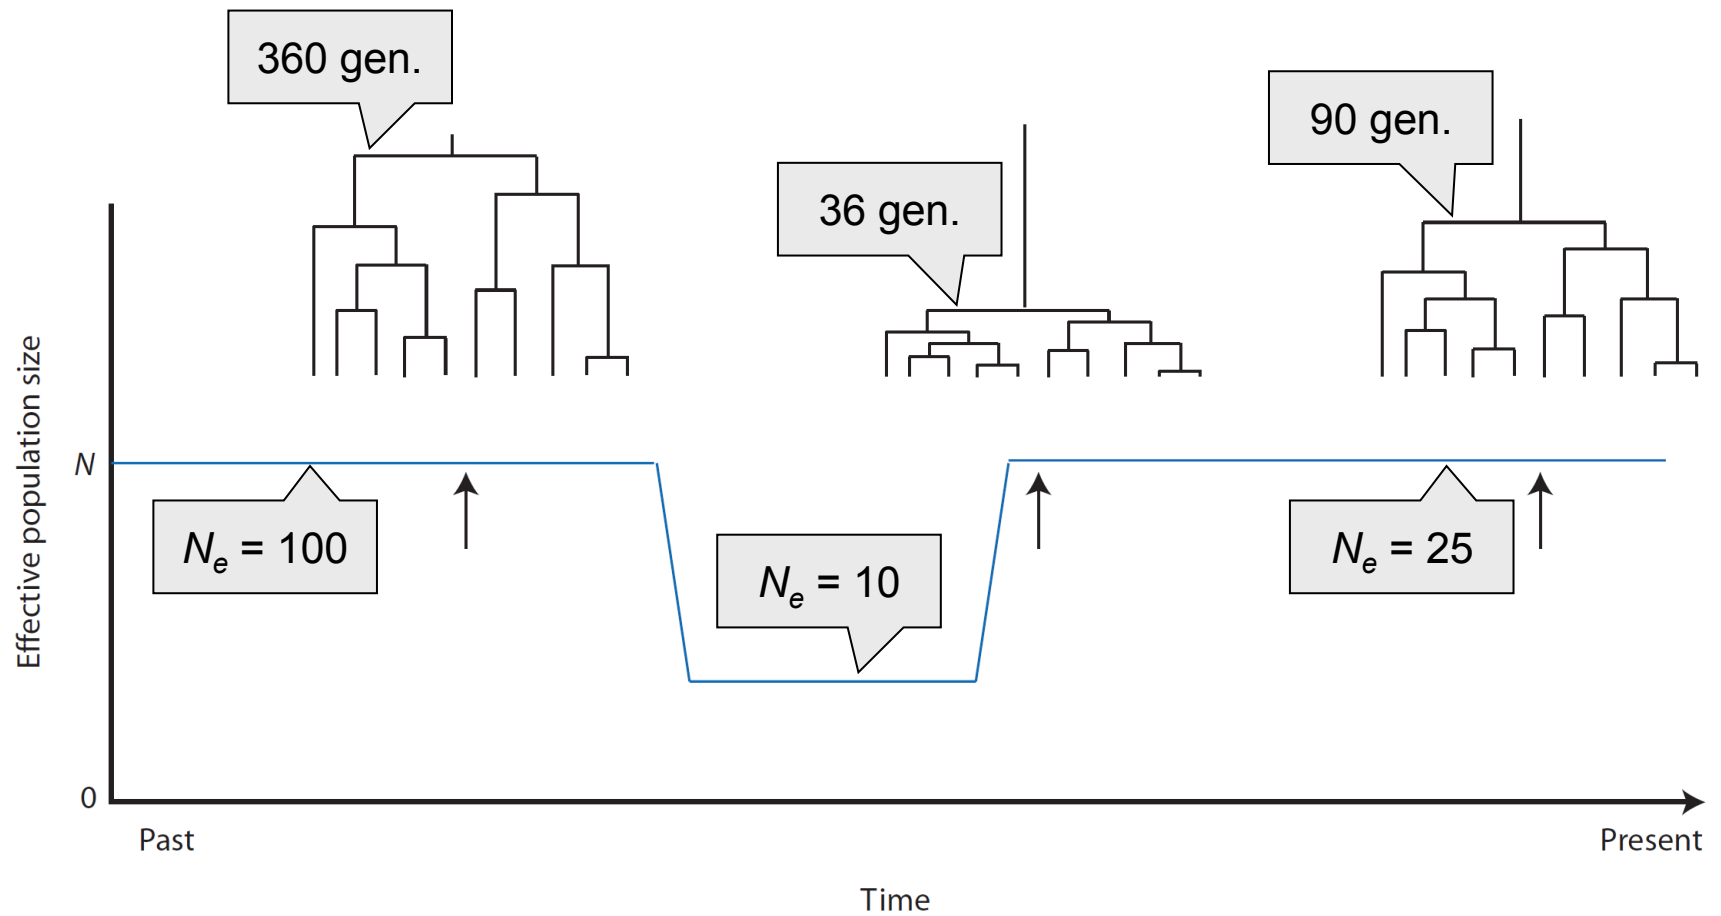 360 gen.
36 gen.
90 gen.
Effective population size
N
Ne = 100
Ne = 10
Ne = 25
0
Past
Present
Time